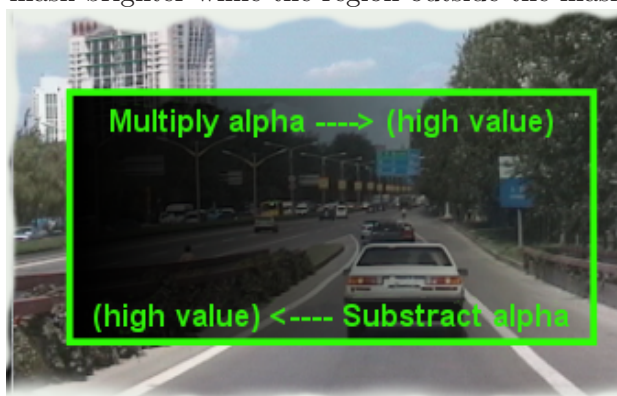 Multiply alpha ----> (high value)
(high value) <---- Substract alpha